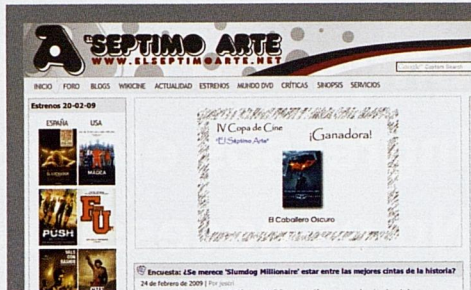 EL SEPTIMO ARTE
WWW.ELSEPTIMOARTE.NET
Google Custom Search
INICIO FORO BLOGS WIKICINE ACTUALIDAD ESTRENOS MUNDO DVD CRÍTICAS SINOPSIS SERVICIOS
Estrenos 20-02-09
ESPAÑA USA
IV Copa de Cine
"El Séptimo Arte"
¡Ganadora!
El Caballero Oscuro
PUSH
FU
Encuesta: ¿Se merece 'Slumdog Millionaire' estar entre las mejores cintas de la historia?
24 de febrero de 2009 | Por